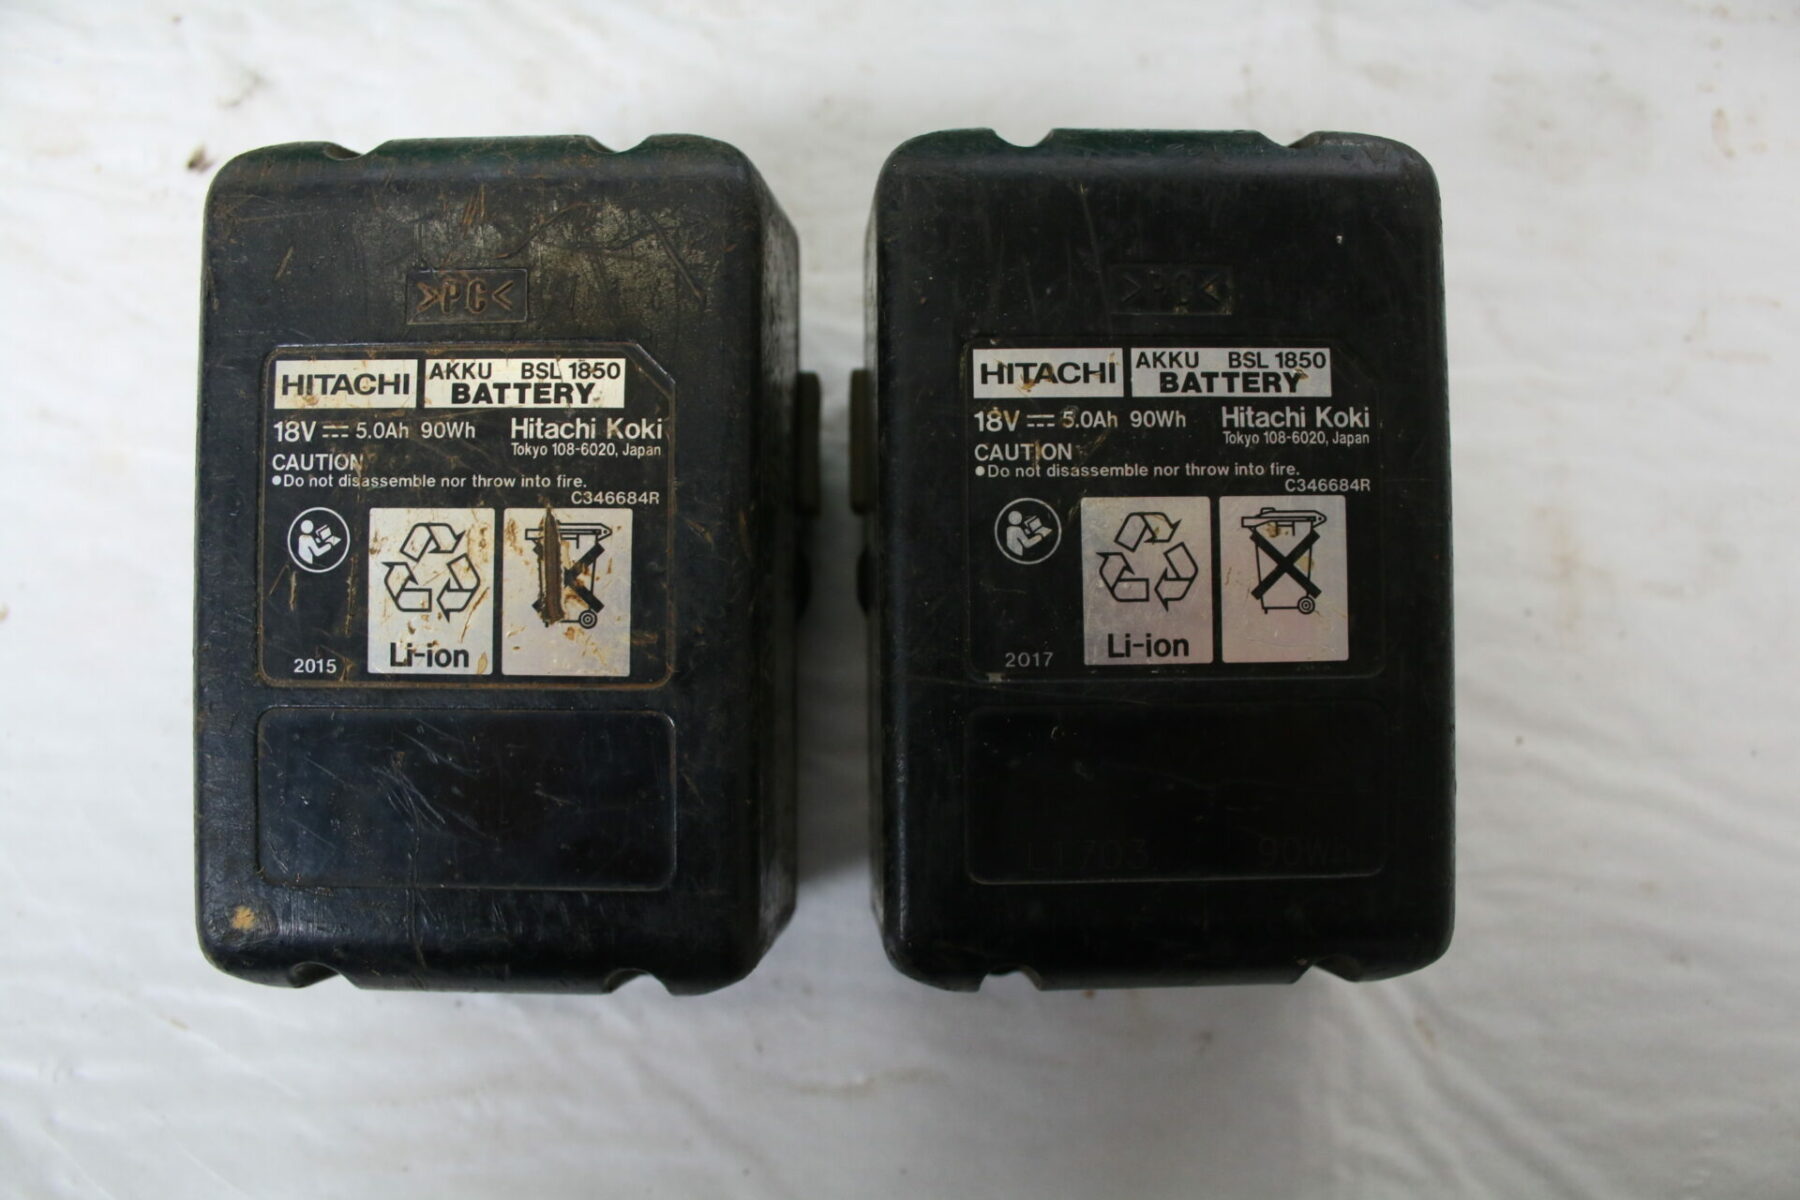 >PC<
HITACHI AKKU BSL 1850
BATTERY
18V 5.0Ah 90Wh Hitachi Koki
Tokyo 108-6020, Japan
CAUTION
●Do not disassemble nor throw into fire.
C346684R
Li-ion
2015
>PC<
HITACHI AKKU BSL 1850
BATTERY
18V 5.0Ah 90Wh Hitachi Koki
Tokyo 108-6020, Japan
CAUTION
●Do not disassemble nor throw into fire.
C346684R
Li-ion
2017
90Wh